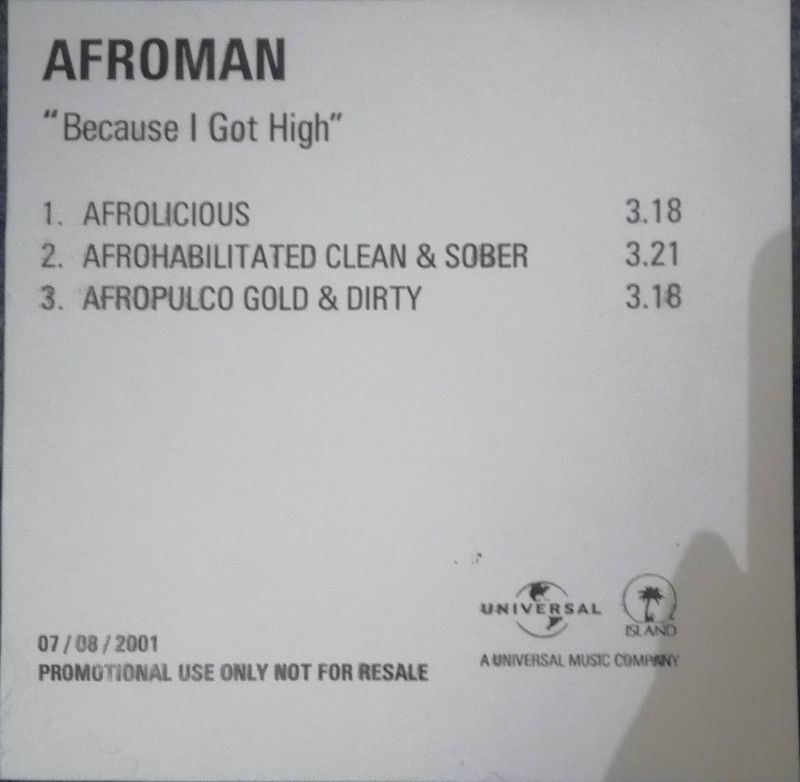 AFROMAN
"Because I Got High"
1. AFROLICIOUS 3.18
2. AFROHABILITATED CLEAN & SOBER 3.21
3. AFROPULCO GOLD & DIRTY 3.18
UNIVERSAL
ISLAND
07/08/2001
A UNIVERSAL MUSIC COMPANY
PROMOTIONAL USE ONLY NOT FOR RESALE